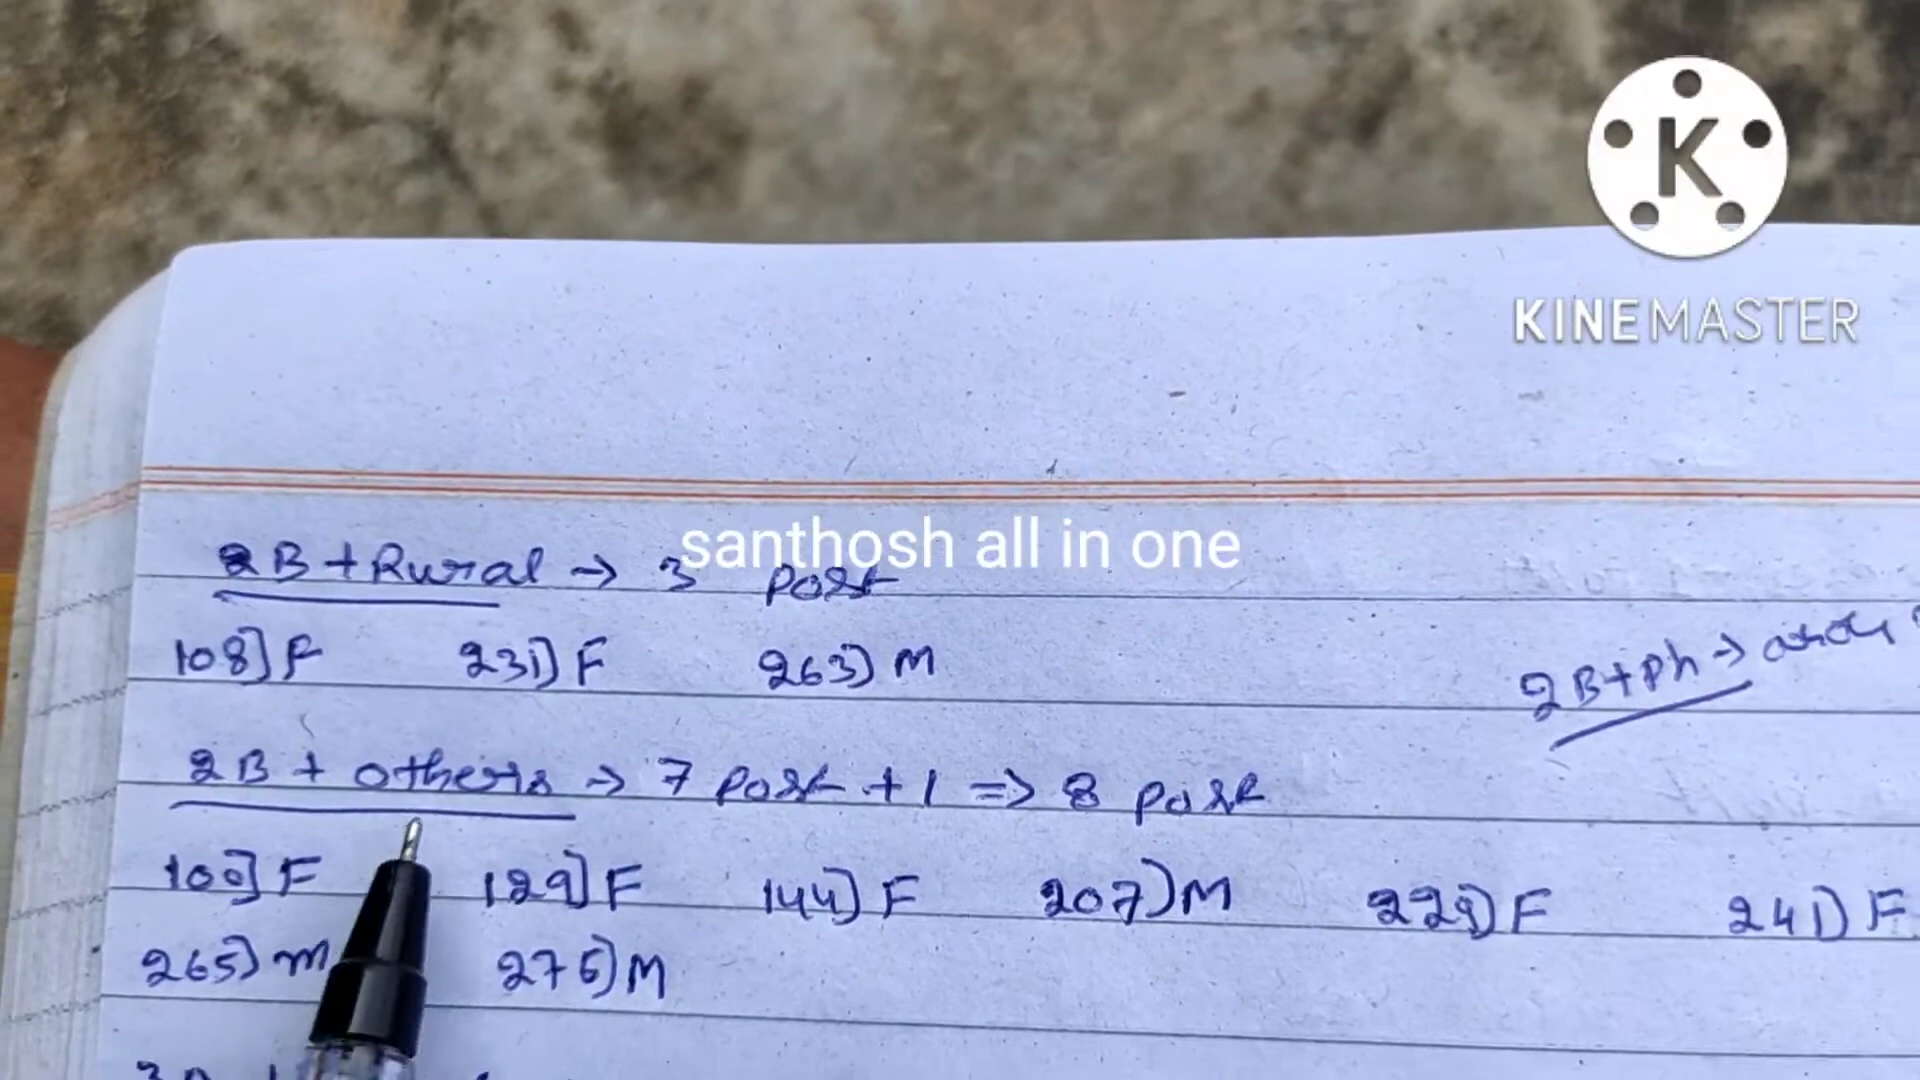 KINEMASTER
santhosh all in one
2B + Rural → 3 Post
108) F 231) F 263) M
2B + Ph →
2B + others → 7 Post + 1 => 8 Post
100) F 129) F 144) F 207) M 229) F 241) F
265) m 276) M